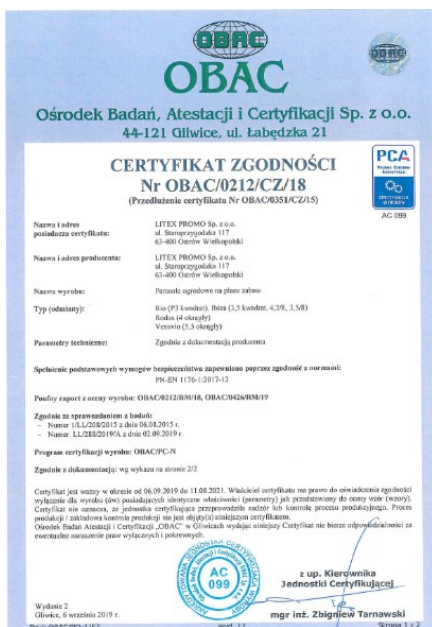 OBAC
OBAC
Ośrodek Badań, Atestacji i Certyfikacji Sp. z o.o.
44-121 Gliwice, ul. Łabędzka 21
PCA
POLSKIE CENTRUM
AKREDYTACJI
CERTYFIKACJA
WYROBÓW
AC 099
CERTYFIKAT ZGODNOŚCI
Nr OBAC/0212/CZ/18
(Przedłużenie certyfikatu Nr OBAC/0351/CZ/15)
Nazwa i adres
posiadacza certyfikatu:
LITEX PROMO Sp. z o.o.
ul. Staroprzygodzka 117
63-400 Ostrów Wielkopolski
Nazwa i adres producenta:
LITEX PROMO Sp. z o.o.
ul. Staroprzygodzka 117
63-400 Ostrów Wielkopolski
Nazwa wyrobu:
Parasole ogrodowe na place zabaw
Typ (odmiany):
Rio (P3 kwadrat), Ibiza (3,5 kwadrat, 4,2/8, 3,5/8)
Rodos (4 okrągły)
Vesuvio (3.3 okrągły)
Parametry techniczne:
Zgodnie z dokumentacją producenta
Spełnienie podstawowych wymogów bezpieczeństwa zapewniono poprzez zgodność z normami:
PN-EN 1176-1:2017-12
Poufny raport z oceny wyrobu: OBAC/0212/RM/18, OBAC/0426/RM/19
Zgodnie ze sprawozdaniem z badań:
- Numer 1/LL/208/2015 z dnia 06.08.2015 r.
- Numer LL/288/2019/A z dnia 02.09.2019 r.
Program certyfikacji wyrobu: OBAC/PC-N
Zgodnie z dokumentacją: wg wykazu na stronie 2/2
Certyfikat jest ważny w okresie od 06.09.2019 do 11.08.2021. Właściciel certyfikatu ma prawo do oświadczania zgodności
wyłącznie dla wyrobu (ów) posiadających identyczne właściwości (parametry) jak przedstawiony do oceny wzór (wzory).
Certyfikat nie oznacza, że jednostka certyfikująca przeprowadziła nadzór lub kontrolę procesu produkcyjnego. Proces
produkcji / zakładowa kontrola produkcji nie jest objęty(a) niniejszym certyfikatem.
Ośrodek Badań Atestacji i Certyfikacji „OBAC" w Gliwicach wydając niniejszy Certyfikat nie bierze odpowiedzialności za
ewentualne naruszenie praw wyłącznych i pokrewnych.
AC
099
z up. Kierownika
Jednostki Certyfikującej
Wydanie 2
Gliwice, 6 września 2019 r.
mgr inż. Zbigniew Tarnawski
Strona 1 z 2